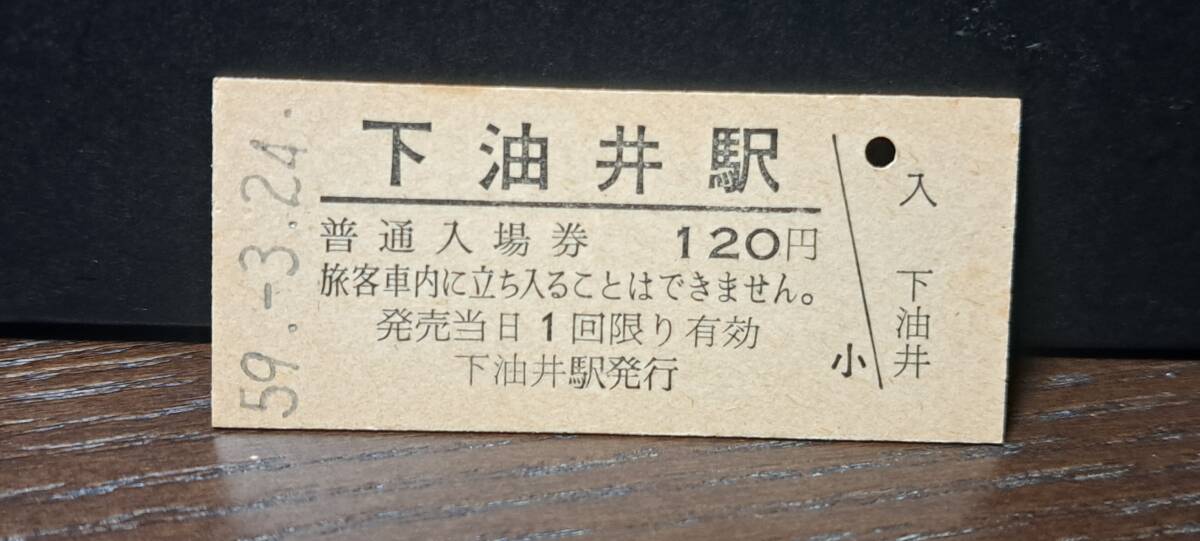 59.-3.24.
下油井駅
普通入場券 120円
旅客車内に立ち入ることはできません。
発売当日1回限り有効
下油井駅発行
小
入
下油井